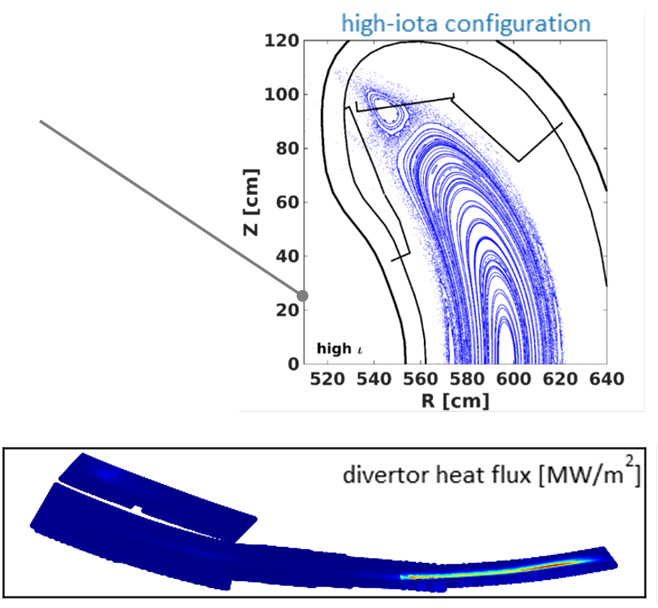 high-iota configuration
120
100
80
60
40
20
0
Z [cm]
high ι
520 540 560 580 600 620 640
R [cm]
divertor heat flux [MW/m²]